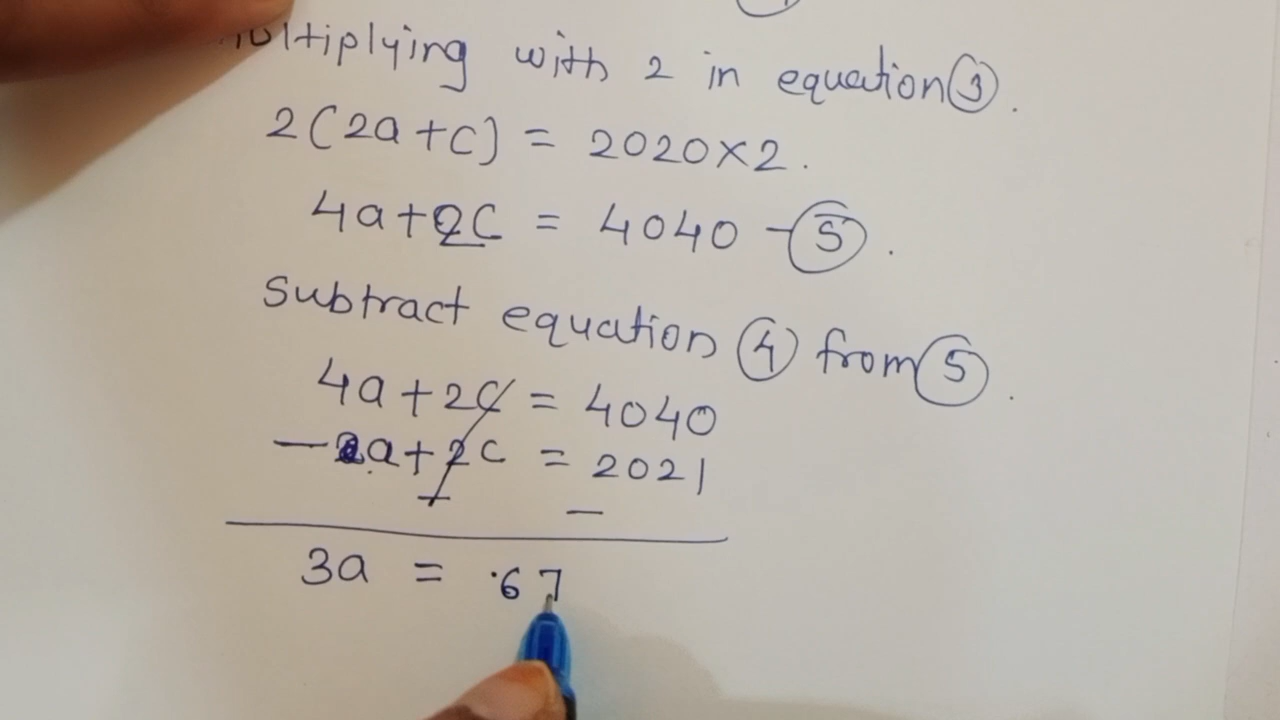 multiplying with 2 in equation ③.
2(2a+c) = 2020×2.
4a+2c = 4040 –⑤.
Subtract equation ④ from ⑤.
4a+2c = 4040
–a+2c = 2021
– –
3a = .67